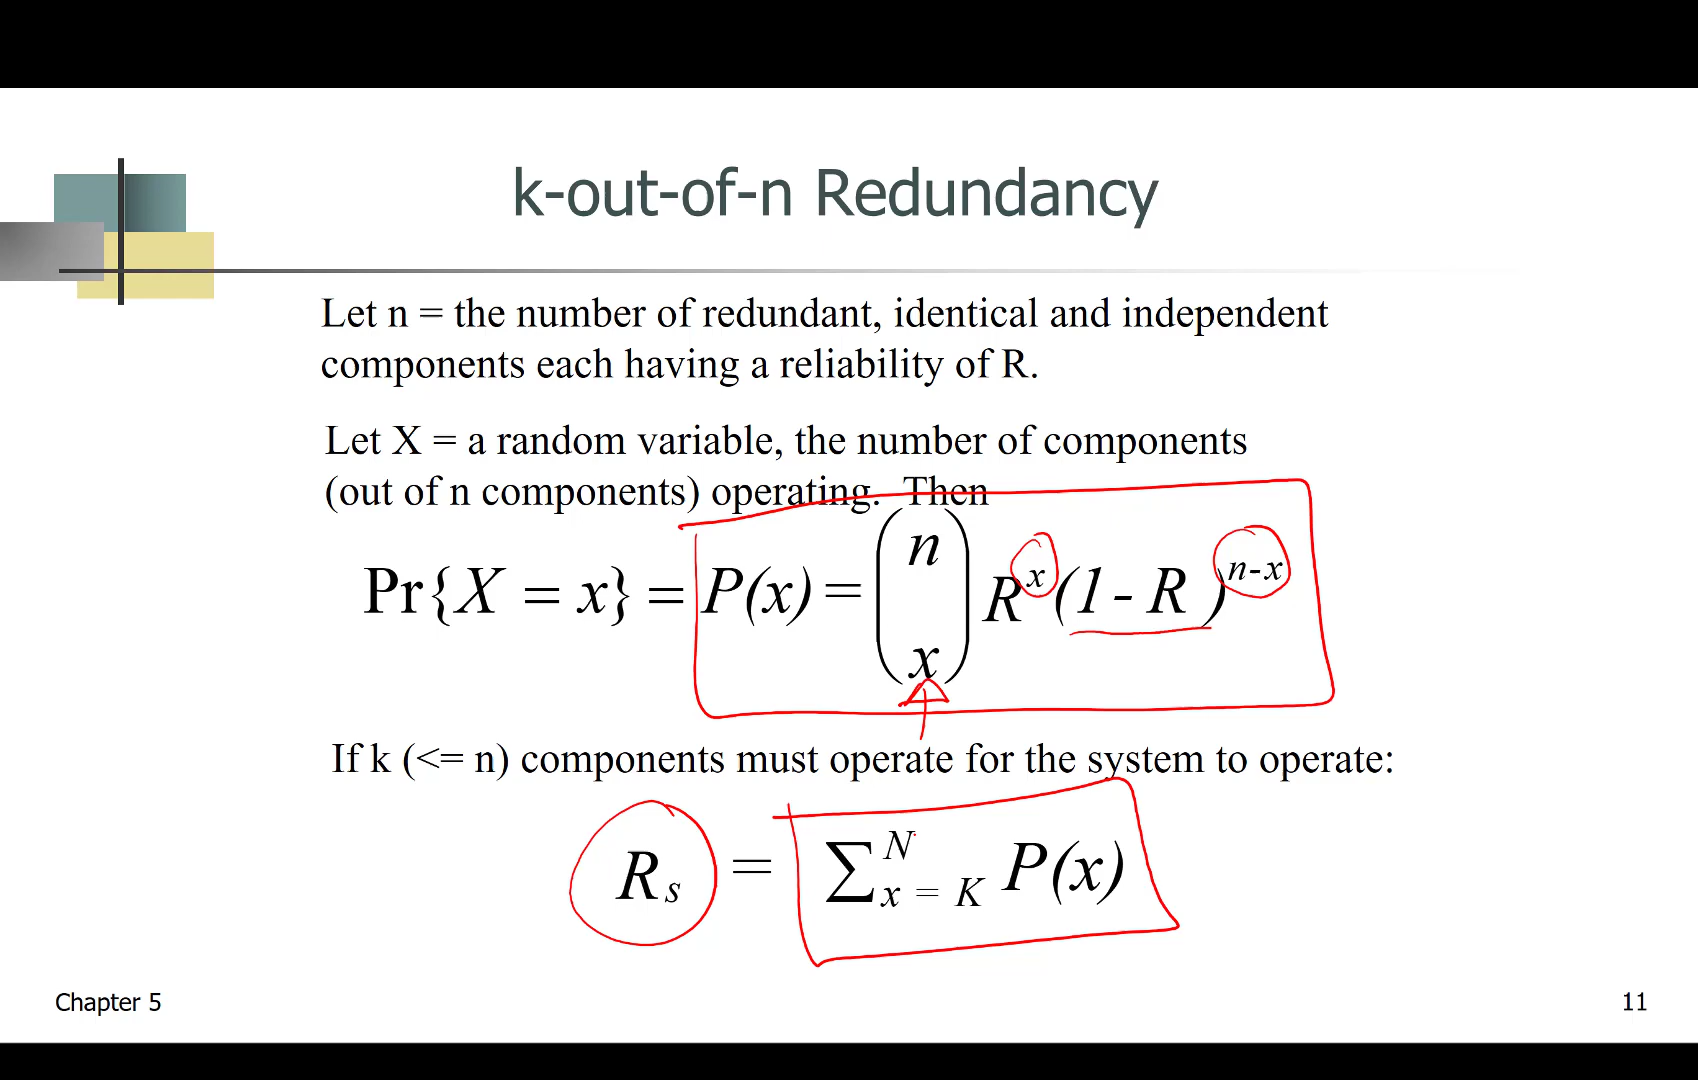 k-out-of-n Redundancy
Let n = the number of redundant, identical and independent
components each having a reliability of R.
Let X = a random variable, the number of components
(out of n components) operating.  Then
Pr{X = x} = P(x) = (n x) R^x (1 - R)^{n-x}
If k (<= n) components must operate for the system to operate:
R_s = ∑_{x = K}^{N} P(x)
Chapter 5
11